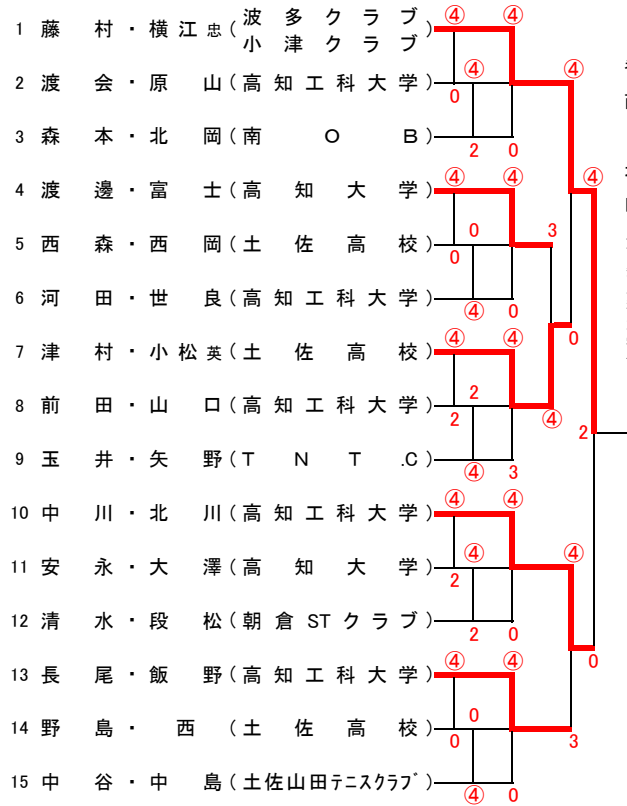 1 藤 村・横江忠(波多クラブ 小津クラブ)
④ ④
④ ④
2 渡 会・原 山(高知工科大学)
0
3 森 本・北 岡(南 O B)
2 0
4 渡 邊・富 士(高 知 大 学)
④ ④ ④
0 3
5 西 森・西 岡(土 佐 高 校)
0
6 河 田・世 良(高知工科大学)
④ 0
0
7 津 村・小松英(土 佐 高 校)
④ ④
2
8 前 田・山 口(高知工科大学)
2 ④
2
9 玉 井・矢 野(T N T .C)
④ 3
10 中 川・北 川(高知工科大学)
④ ④
④ ④
11 安 永・大 澤(高 知 大 学)
2
12 清 水・段 松(朝倉STクラブ)
2 0
0
13 長 尾・飯 野(高知工科大学)
④ ④
0
14 野 島・ 西 (土 佐 高 校)
0 3
15 中 谷・中 島(土佐山田テニスクラブ)
④ 0